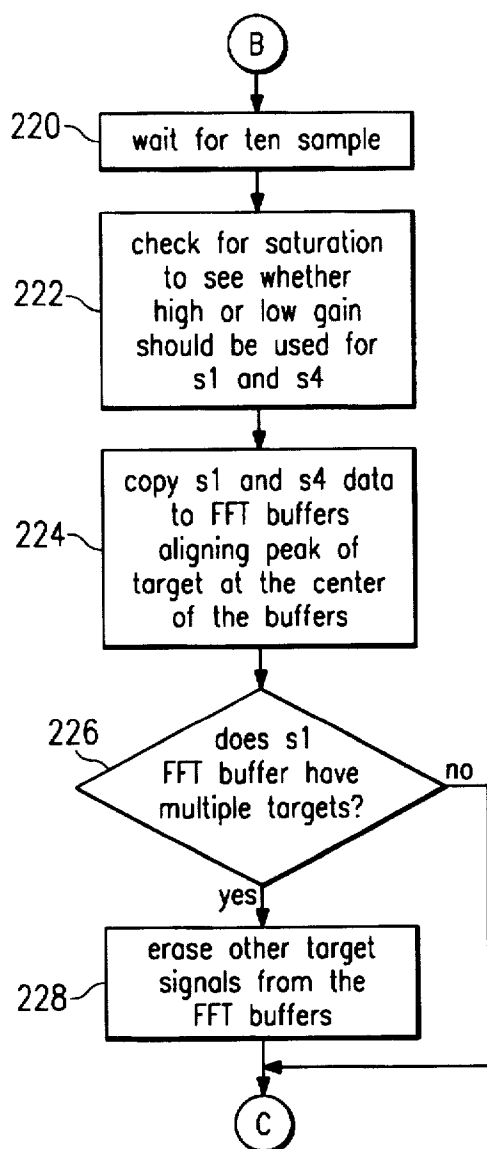 B
220
wait for ten sample
222
check for saturation
to see whether
high or low gain
should be used for
s1 and s4
224
copy s1 and s4 data
to FFT buffers
aligning peak of
target at the center
of the buffers
226
does s1
FFT buffer have
multiple targets?
no
yes
228
erase other target
signals from the
FFT buffers
C